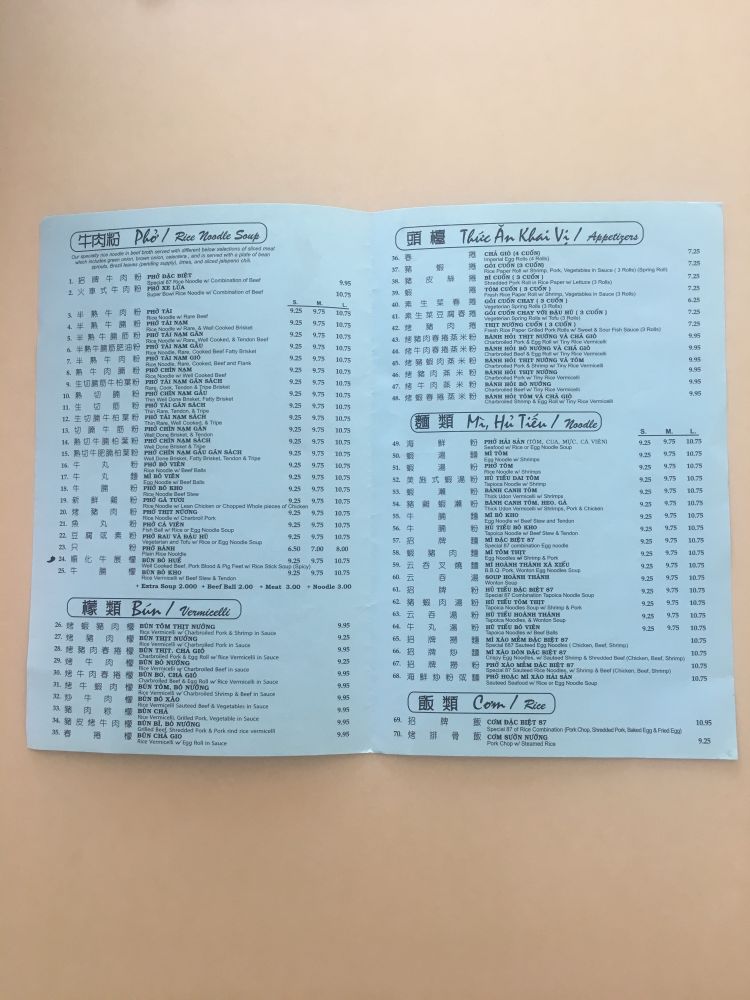 牛肉粉 Phở / Rice Noodle Soup
Our specialty rice noodle in beef broth served with different below selections of sliced meat
which includes green onion, brown onion, calendra, and is served with a plate of bean
sprouts, Brazil leaves (pending supply), limes, and sliced jalapeno chili.
1. 招牌牛肉粉 PHỞ ĐẶC BIỆT
Special 87 Rice Noodle w/ Combination of Beef 9.95
2. 火車式牛肉粉 PHỞ XE LỬA
Super Bowl Rice Noodle w/ Combination of Beef 10.75
S. M. L.
3. 半熟牛肉粉 PHỞ TÁI 9.25 9.75 10.75
Rice Noodle w/ Rare Beef
4. 半熟牛腩粉 PHỞ TÁI NẠM 9.25 9.75 10.75
Rice Noodle w/ Rare, & Well Cooked Brisket
5. 半熟牛腩筋粉 PHỞ TÁI NẠM GÂN 9.25 9.75 10.75
Rice Noodle w/ Rare, Well Cooked, & Tendon Beef
6. 半熟牛腩筋肥油粉 PHỞ TÁI NẠM GẦU 9.25 9.75 10.75
Rice Noodle, Rare, Cooked Beef Fatty Brisket
7. 半熟牛肉粉 PHỞ TÁI NẠM GIÒ 9.25 9.75 10.75
Rice Noodle, Rare, Cooked, Beef and Flank
8. 熟牛肉腩粉 PHỞ CHÍN NẠM 9.25 9.75 10.75
Rice Noodle w/ Well Cooked Beef
9. 生切腩筋牛柏葉粉 PHỞ TÁI NẠM GÂN SÁCH 9.25 9.75 10.75
Rare, Cook, Tendon & Tripe Brisket
10. 熟切腩粉 PHỞ CHÍN NẠM GẦU 9.25 9.75 10.75
Thin Well Done Beef, Fatty Brisket
11. 生切筋粉 PHỞ TÁI GÂN SÁCH 9.25 9.75 10.75
Thin Rare, Tendon, & Tripe
12. 生切腩牛柏葉粉 PHỞ TÁI NẠM SÁCH 9.25 9.75 10.75
Thin Rare, Well Cooked, & Tripe
13. 切腩牛筋粉 PHỞ CHÍN NẠM GÂN 9.25 9.75 10.75
Well Done Brisket, & Tendon
14. 熟切牛腩柏葉粉 PHỞ CHÍN NẠM SÁCH 9.25 9.75 10.75
Well Done Brisket & Tripe
15. 熟切牛肥腩柏葉粉 PHỞ CHÍN NẠM GẦU GÂN SÁCH 9.25 9.75 10.75
Well Done Brisket, Fatty Brisket, Tendon & Tripe
16. 牛丸粉 PHỞ BÒ VIÊN 9.25 9.75 10.75
Rice Noodle w/ Beef Balls
17. 牛丸麵 MÌ BÒ VIÊN 9.25 9.75 10.75
Egg Noodle w/ Beef Balls
18. 牛腩粉 PHỞ BÒ KHO 9.25 9.75 10.75
Rice Noodle Beef Stew
19. 新鮮雞粉 PHỞ GÀ TƯƠI 9.25 9.75 10.75
Rice Noodle w/ Lean Chicken or Chopped Whole pieces of Chicken
20. 烤豬肉粉 PHỞ THỊT NƯỚNG 9.25 9.75 10.75
Rice Noodle w/ Charbroil Pork
21. 魚丸粉 PHỞ CÁ VIÊN 9.25 9.75 10.75
Fish Ball w/ Rice or Egg Noodle Soup
22. 豆腐或素粉 PHỞ RAU VÀ ĐẬU HỦ 9.25 9.75 10.75
Vegetarian and Tofu w/ Rice or Egg Noodle Soup
23. 只粉 PHỞ BÁNH 6.50 7.00 8.00
Plain Rice Noodle
24. 順化牛展檬 BÚN BÒ HUẾ 9.25 9.75 10.75
Well Cooked Beef, Pork Blood & Pig Feet w/ Rice Stick Soup (Spicy)
25. 牛腩檬 BÚN BÒ KHO 9.25 9.75 10.75
Rice Vermicelli w/ Beef Stew & Tendon
+ Extra Soup 2.000 + Beef Ball 2.00 + Meat 3.00 + Noodle 3.00
檬類 Bún / Vermicelli
26. 烤蝦豬肉檬 BÚN TÔM THỊT NƯỚNG 9.95
Rice Vermicelli w/ Charbroiled Pork & Shrimp in Sauce
27. 烤豬肉檬 BÚN THỊT NƯỚNG 9.25
Rice Vermicelli w/ Charbroiled Pork in Sauce
28. 烤豬肉春捲檬 BÚN THỊT, CHẢ GIÒ 9.95
Charbroiled Pork & Egg Roll w/ Rice Vermicelli in Sauce
29. 烤牛肉檬 BÚN BÒ NƯỚNG 9.25
Rice Vermicelli w/ Charbroiled Beef in Sauce
30. 烤牛肉春捲檬 BÚN BÒ, CHẢ GIÒ 9.95
Charbroiled Beef & Egg Roll w/ Rice Vermicelli in Sauce
31. 烤牛蝦肉檬 BÚN TÔM, BÒ NƯỚNG 9.95
Rice Vermicelli w/ Charbroiled Shrimp & Beef in Sauce
32. 炒牛肉檬 BÚN BÒ XÀO 9.95
Rice Vermicelli Sauteed Beef & Vegetables in Sauce
33. 豬肉粽檬 BÚN CHẢ 9.95
Rice Vermicelli, Grilled Pork, Vegetable in Sauce
34. 豬皮烤牛肉檬 BÚN BÌ, BÒ NƯỚNG 9.95
Grilled Beef, Shredded Pork & Pork rind rice vermicelli
35. 春捲檬 BÚN CHẢ GIÒ 9.95
Rice Vermicelli w/ Egg Roll in Sauce
頭檯 Thức Ăn Khai Vị / Appetizers
36. 春捲 CHẢ GIÒ (4 CUỐN) 7.25
Imperial Egg Rolls (4 Rolls)
37. 豬蝦捲 GỎI CUỐN (3 CUỐN) 7.25
Rice Paper Roll w/ Shrimp, Pork, Vegetables in Sauce (3 Rolls) (Spring Roll)
38. 豬皮絲捲 BÌ CUỐN (3 CUỐN) 7.25
Shredded Pork Roll in Rice Paper w/ Lettuce (3 Rolls)
39. 蝦捲 TÔM CUỐN (3 CUỐN) 7.25
Fresh Rice Paper Roll w/ Shrimp, Vegetables in Sauce (3 Rolls)
40. 素生菜春捲 GỎI CUỐN CHAY (3 CUỐN) 6.25
Vegetarian Spring Rolls (3 Rolls)
41. 素生菜豆腐春捲 GỎI CUỐN CHAY VỚI ĐẬU HỦ (3 CUỐN) 7.25
Vegetarian Spring Rolls w/ Tofu (3 Rolls)
42. 烤豬肉捲 THỊT NƯỚNG CUỐN (3 CUỐN) 7.25
Fresh Rice Paper Grilled Pork Rolls w/ Sweet & Sour Fish Sauce (3 Rolls)
43. 烤豬肉春捲蒸米粉 BÁNH HỎI THỊT NƯỚNG VÀ CHẢ GIÒ 9.95
Charbroiled Pork & Egg Roll w/ Tiny Rice Vermicelli
44. 烤牛肉春捲蒸米粉 BÁNH HỎI BÒ NƯỚNG VÀ CHẢ GIÒ 9.95
Charbroiled Beef & Egg Roll w/ Tiny Rice Vermicelli
45. 烤豬蝦肉蒸米粉 BÁNH HỎI THỊT NƯỚNG VÀ TÔM 9.95
Charbroiled Pork & Shrimp w/ Tiny Rice Vermicelli
46. 烤豬肉蒸米粉 BÁNH HỎI THỊT NƯỚNG 9.95
Charbroiled Pork w/ Tiny Rice Vermicelli
47. 烤牛肉蒸米粉 BÁNH HỎI BÒ NƯỚNG 9.95
Charbroiled Beef w/ Tiny Rice Vermicelli
48. 烤蝦春捲蒸米粉 BÁNH HỎI TÔM VÀ CHẢ GIÒ 9.95
Charbroiled Shrimp & Egg Roll w/ Tiny Rice Vermicelli
麵類 Mì, Hủ Tiếu / Noodle
S. M. L.
49. 海鮮粉 PHỞ HẢI SẢN (TÔM, CUA, MỰC, CÁ VIÊN) 9.25 9.75 10.75
Seafood w/ Rice or Egg Noodle Soup
50. 蝦湯麵 MÌ TÔM 9.25 9.75 10.75
Egg Noodle w/ Shrimps
51. 蝦湯粉 PHỞ TÔM 9.25 9.75 10.75
Rice Noodle w/ Shrimps
52. 美施式蝦湯粉 HỦ TIẾU DAI TÔM 9.25 9.75 10.75
Tapioca Noodle w/ Shrimp
53. 蝦瀨粉 BÁNH CANH TÔM 9.25 9.75 10.75
Thick Udon Vermicelli w/ Shrimps
54. 豬雞蝦瀨粉 BÁNH CANH TÔM, HEO, GÀ 9.25 9.75 10.75
Thick Udon Vermicelli w/ Shrimps, Pork & Chicken
55. 牛腩麵 MÌ BÒ KHO 9.25 9.75 10.75
Egg Noodle w/ Beef Stew and Tendon
56. 牛腩粉 HỦ TIẾU BÒ KHO 9.25 9.75 10.75
Tapioca Noodle w/ Beef Stew & Tendon
57. 招牌麵 MÌ ĐẶC BIỆT 87 9.25 9.75 10.75
Special 87 combination Egg noodle
58. 蝦豬肉麵 MÌ TÔM THỊT 9.25 9.75 10.75
Egg Noodles w/ Shrimp & Pork
59. 云吞叉燒麵 MÌ HOÀNH THÁNH XÁ XÍU 9.25 9.75 10.75
B.B.Q. Pork, Wonton Egg Noodles Soup
60. 云吞湯 SOUP HOÀNH THÁNH 9.25 9.75 10.75
Wonton Soup
61. 招牌粉 HỦ TIẾU ĐẶC BIỆT 87 9.25 9.75 10.75
Special 87 Combination Tapioca Noodle Soup
62. 豬蝦肉湯粉 HỦ TIẾU TÔM THỊT 9.25 9.75 10.75
Tapioca Noodles Soup w/ Shrimp & Pork
63. 云吞湯粉 HỦ TIẾU HOÀNH THÁNH 9.25 9.75 10.75
Tapioca Noodles, & Wonton Soup
64. 牛丸湯粉 HỦ TIẾU BÒ VIÊN 9.25 9.75 10.75
Tapioca Noodles w/ Beef Balls
65. 招牌撈麵 MÌ XÀO MỀM ĐẶC BIỆT 87 10.75
Special 687 Sauteed Egg Noodles (Chicken, Beef, Shrimp)
66. 招牌炒麵 MÌ XÀO DÒN ĐẶC BIỆT 87 10.75
Crispy Egg Noodles, w/ Sauteed Shrimp & Shredded Beef (Chicken, Beef, Shrimp)
67. 招牌撈粉 PHỞ XÀO MỀM ĐẶC BIỆT 87 10.75
Special 87 Sauteed Rice Noodles, w/ Shrimp & Beef (Chicken, Beef, Shrimp)
68. 海鮮炒粉或麵 PHỞ HOẶC MÌ XÀO HẢI SẢN 10.75
Sauteed Seafood w/ Rice or Egg Noodle Soup
飯類 Cơm / Rice
69. 招牌飯 CƠM ĐẶC BIỆT 87 10.95
Special 87 of Rice Combination (Pork Chop, Shredded Pork, Baked Egg & Fried Egg)
70. 烤排骨飯 CƠM SƯỜN NƯỚNG 9.25
Pork Chop w/ Steamed Rice